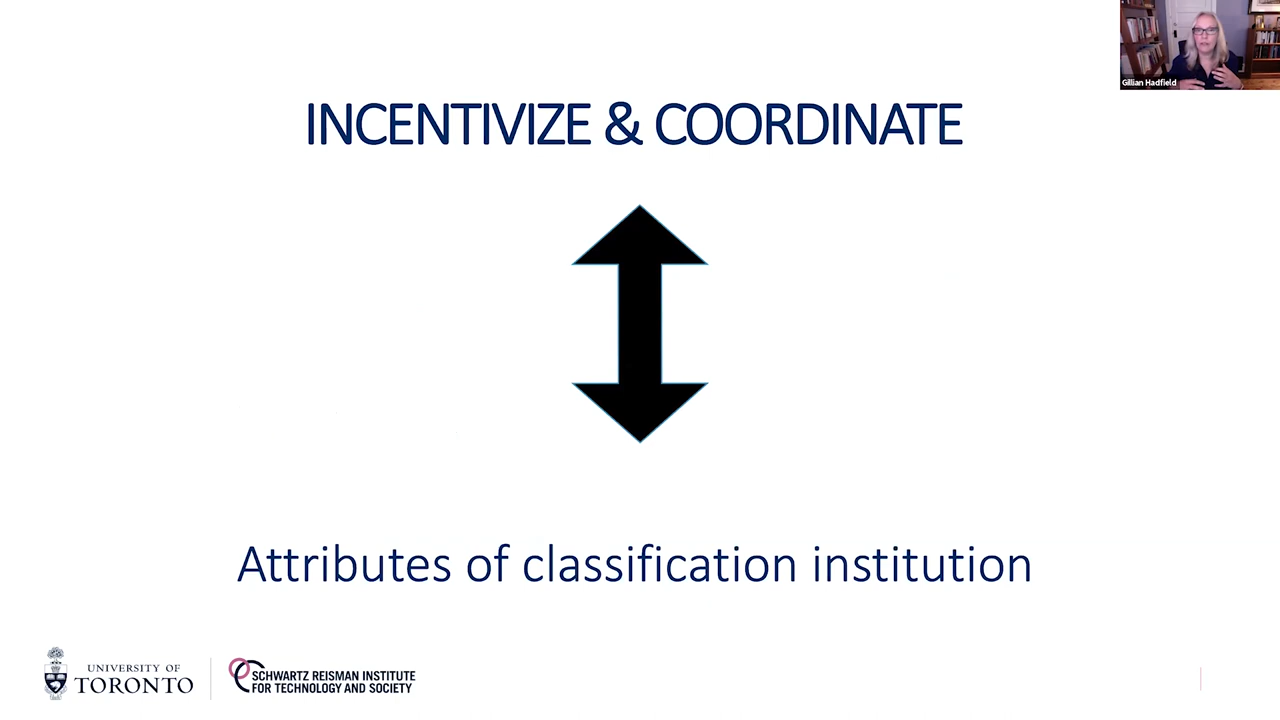 Gillian Hadfield
INCENTIVIZE & COORDINATE
Attributes of classification institution
UNIVERSITY OF
TORONTO
SCHWARTZ REISMAN INSTITUTE
FOR TECHNOLOGY AND SOCIETY